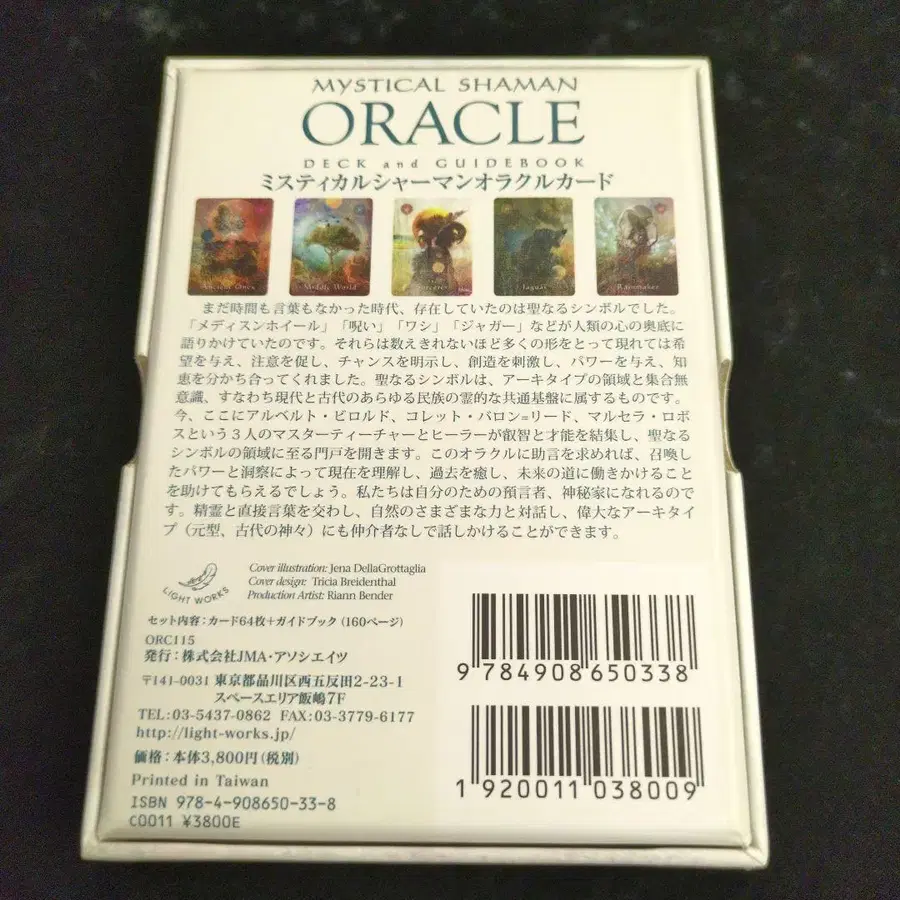 MYSTICAL SHAMAN
ORACLE
DECK and GUIDEBOOK
ミスティカルシャーマンオラクルカード
Ancient Ones
Middle World
Sorcerer
Jaguar
Rainmaker
まだ時間も言葉もなかった時代、存在していたのは聖なるシンボルでした。
「メディスンホイール」「呪い」「ワシ」「ジャガー」などが人類の心の奥底に
語りかけていたのです。それらは数えきれないほど多くの形をとって現れては希
望を与え、注意を促し、チャンスを明示し、創造を刺激し、パワーを与え、知
恵を分かち合ってくれました。聖なるシンボルは、アーキタイプの領域と集合無
意識、すなわち現代と古代のあらゆる民族の霊的な共通基盤に属するものです。
今、ここにアルベルト・ビロルド、コレット・バロン=リード、マルセラ・ロボ
スという3人のマスターティーチャーとヒーラーが叡智と才能を結集し、聖なる
シンボルの領域に至る門戸を開きます。このオラクルに助言を求めれば、召喚し
たパワーと洞察によって現在を理解し、過去を癒し、未来の道に働きかけること
を助けてもらえるでしょう。私たちは自分のための預言者、神秘家になれるので
す。精霊と直接言葉を交わし、自然のさまざまな力と対話し、偉大なアーキタイ
プ(元型、古代の神々)にも仲介者なしで話しかけることができます。
LIGHT WORKS
Cover illustration: Jena DellaGrottaglia
Cover design: Tricia Breidenthal
Production Artist: Riann Bender
セット内容:カード64枚+ガイドブック(160ページ)
ORC115
発行:株式会社JMA・アソシエイツ
〒141-0031 東京都品川区西五反田2-23-1
スペースエリア飯嶋7F
TEL:03-5437-0862 FAX:03-3779-6177
http://light-works.jp/
価格:本体3,800円(税別)
Printed in Taiwan
ISBN 978-4-908650-33-8
C0011 ¥3800E
9784908650338
1920011038009